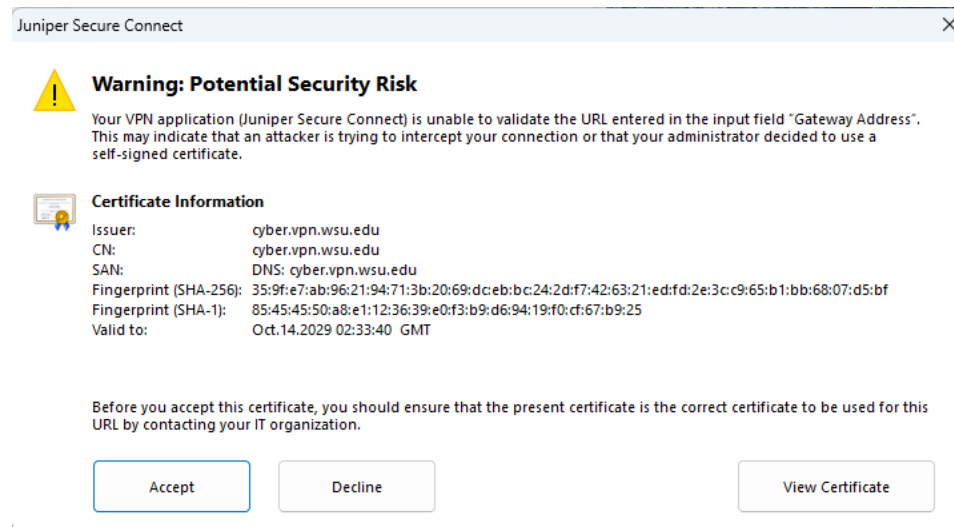 Juniper Secure Connect
Warning: Potential Security Risk
Your VPN application (Juniper Secure Connect) is unable to validate the URL entered in the input field “Gateway Address”.
This may indicate that an attacker is trying to intercept your connection or that your administrator decided to use a
self-signed certificate.
Certificate Information
Issuer: cyber.vpn.wsu.edu
CN: cyber.vpn.wsu.edu
SAN: DNS: cyber.vpn.wsu.edu
Fingerprint (SHA-256): 35:9f:e7:ab:96:21:94:71:3b:20:69:dc:eb:bc:24:2d:f7:42:63:21:ed:fd:2e:3c:c9:65:b1:bb:68:07:d5:bf
Fingerprint (SHA-1): 85:45:45:50:a8:e1:12:36:39:e0:f3:b9:d6:94:19:f0:cf:67:b9:25
Valid to: Oct.14.2029 02:33:40 GMT
Before you accept this certificate, you should ensure that the present certificate is the correct certificate to be used for this
URL by contacting your IT organization.
Accept Decline View Certificate